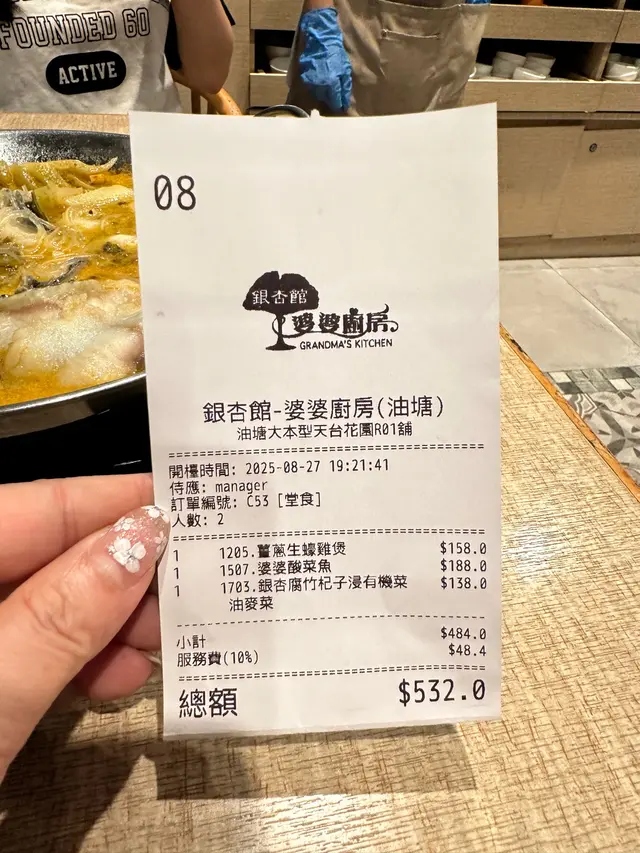 FOUNDED 60
ACTIVE
08
銀杏館
婆婆廚房
GRANDMA'S KITCHEN
銀杏館-婆婆廚房(油塘)
油塘大本型天台花園R01舖
開檯時間: 2025-08-27 19:21:41
侍應: manager
訂單編號: C53 [堂食]
人數: 2
1 1205.薑蔥生蠔雞煲 $158.0
1 1507.婆婆酸菜魚 $188.0
1 1703.銀杏腐竹杞子浸有機菜 $138.0
油麥菜
小計 $484.0
服務費(10%) $48.4
總額 $532.0